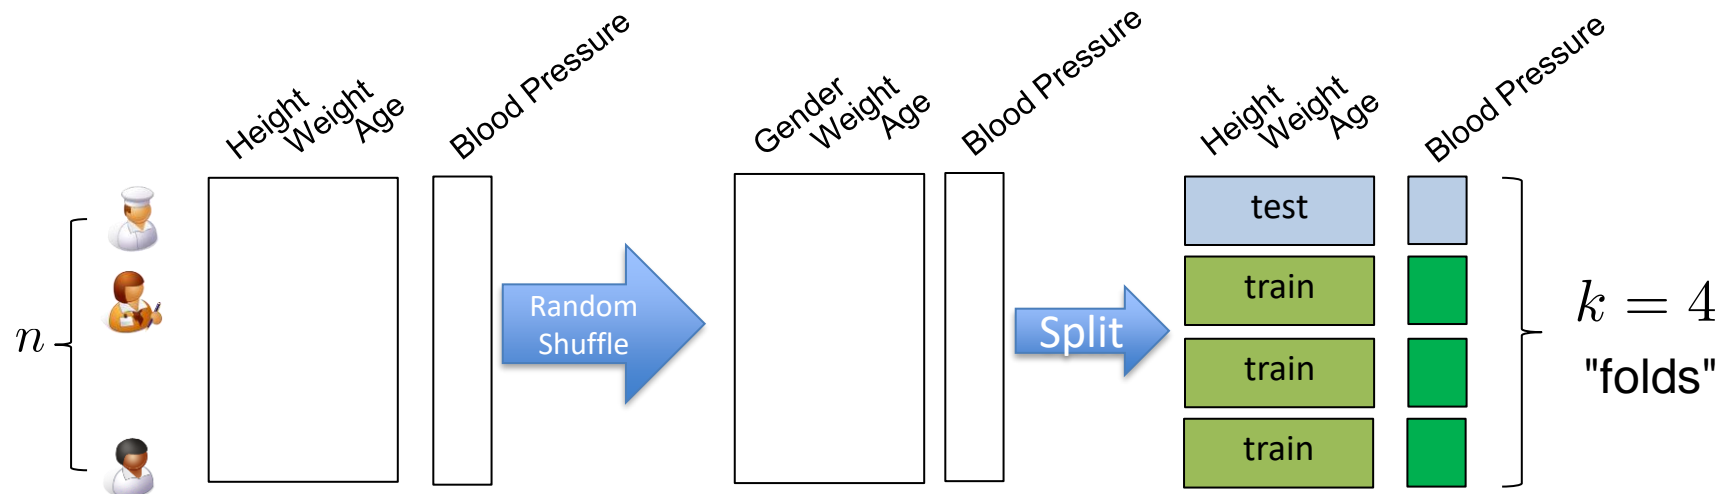 n
Height
Weight
Age
Blood Pressure
Random
Shuffle
Gender
Weight
Age
Blood Pressure
Split
Height
Weight
Age
Blood Pressure
test
train
train
train
k = 4
"folds"